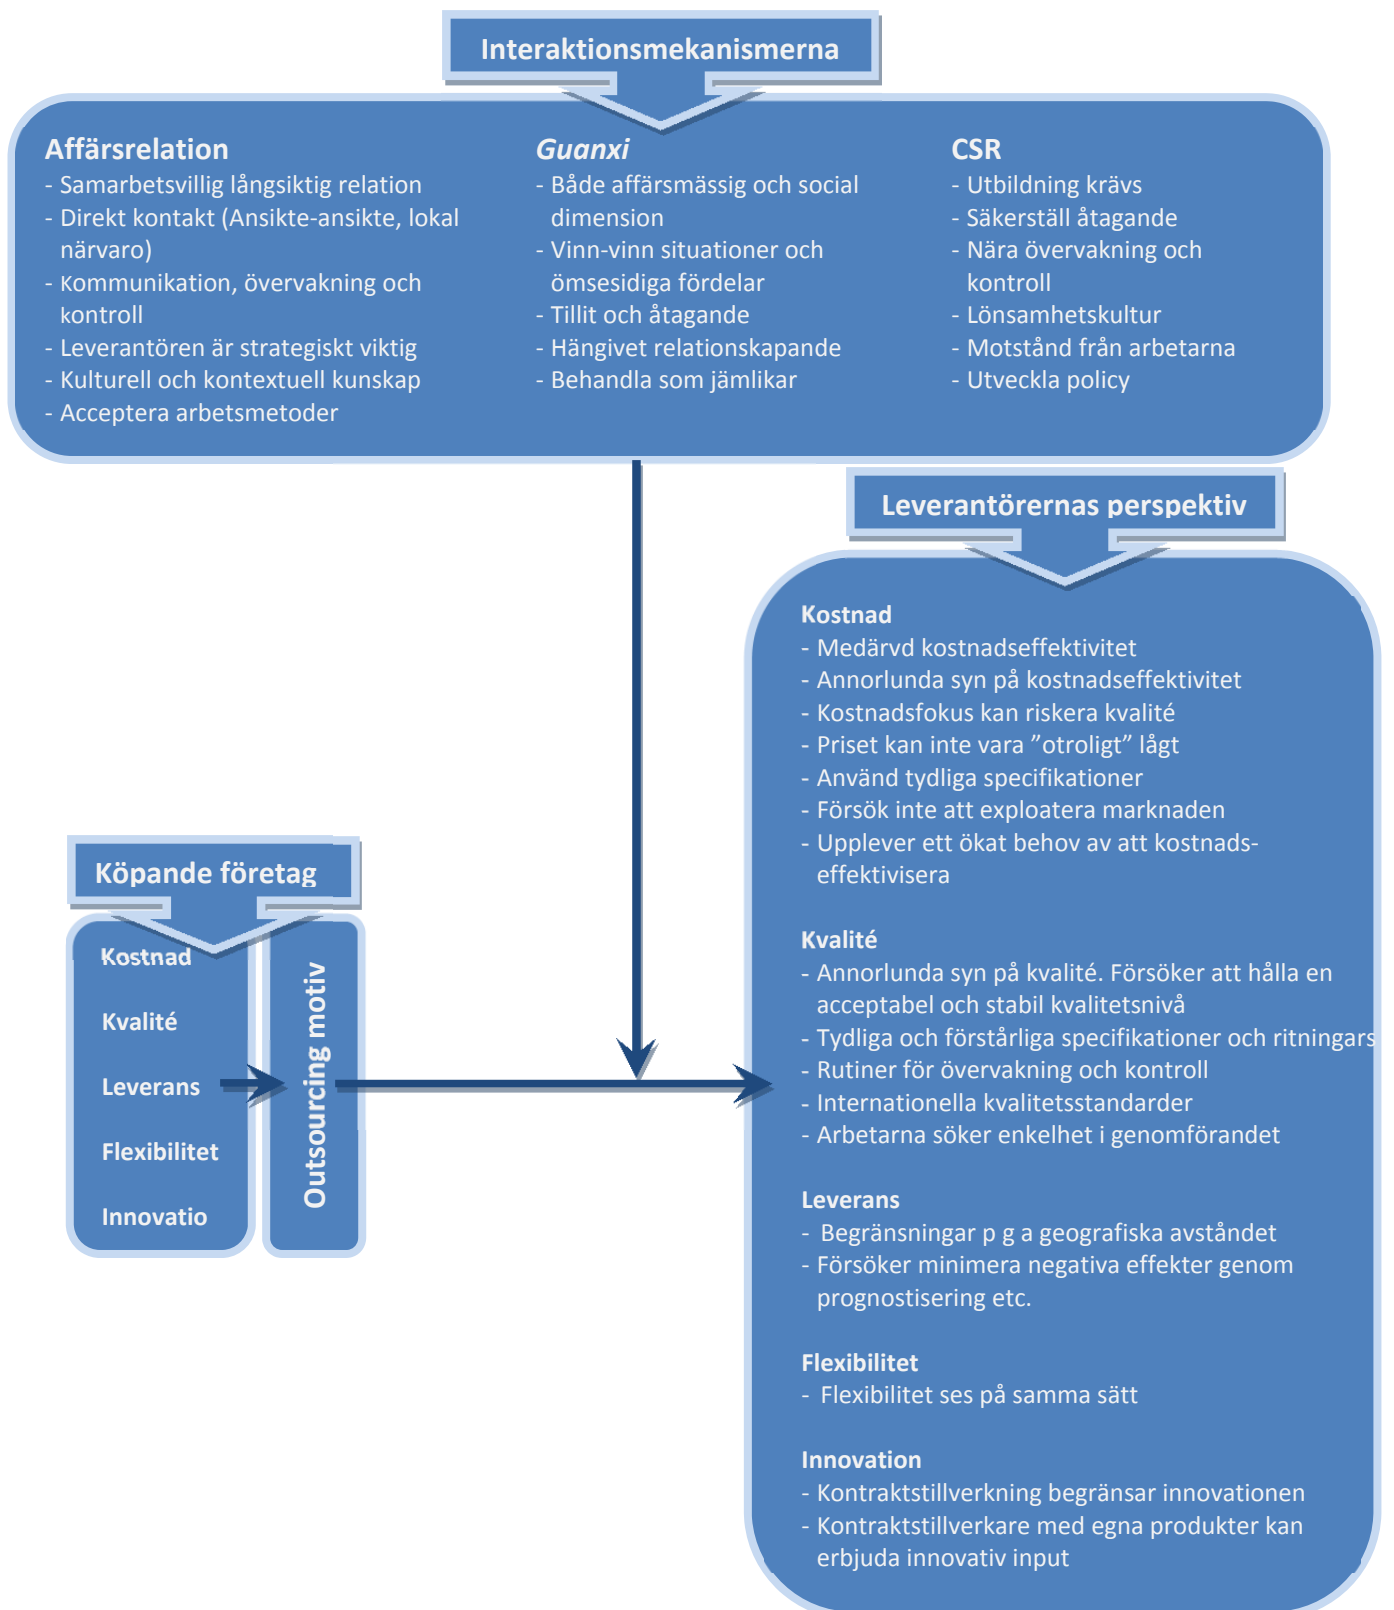 Interaktionsmekanismerna
Affärsrelation
- Samarbetsvillig långsiktig relation
- Direkt kontakt (Ansikte-ansikte, lokal
närvaro)
- Kommunikation, övervakning och
kontroll
- Leverantören är strategiskt viktig
- Kulturell och kontextuell kunskap
- Acceptera arbetsmetoder
Guanxi
- Både affärsmässig och social
dimension
- Vinn-vinn situationer och
ömsesidiga fördelar
- Tillit och åtagande
- Hängivet relationskapande
- Behandla som jämlikar
CSR
- Utbildning krävs
- Säkerställ åtagande
- Nära övervakning och
kontroll
- Lönsamhetskultur
- Motstånd från arbetarna
- Utveckla policy
Leverantörernas perspektiv
Kostnad
- Medärvd kostnadseffektivitet
- Annorlunda syn på kostnadseffektivitet
- Kostnadsfokus kan riskera kvalité
- Priset kan inte vara ”otroligt” lågt
- Använd tydliga specifikationer
- Försök inte att exploatera marknaden
- Upplever ett ökat behov av att kostnads-
effektivisera
Kvalité
- Annorlunda syn på kvalité. Försöker att hålla en
acceptabel och stabil kvalitetsnivå
- Tydliga och förstårliga specifikationer och ritningars
- Rutiner för övervakning och kontroll
- Internationella kvalitetsstandarder
- Arbetarna söker enkelhet i genomförandet
Leverans
- Begränsningar p g a geografiska avståndet
- Försöker minimera negativa effekter genom
prognostisering etc.
Flexibilitet
- Flexibilitet ses på samma sätt
Innovation
- Kontraktstillverkning begränsar innovationen
- Kontraktstillverkare med egna produkter kan
erbjuda innovativ input
Köpande företag
Kostnad
Kvalité
Leverans
Flexibilitet
Innovatio
Outsourcing motiv